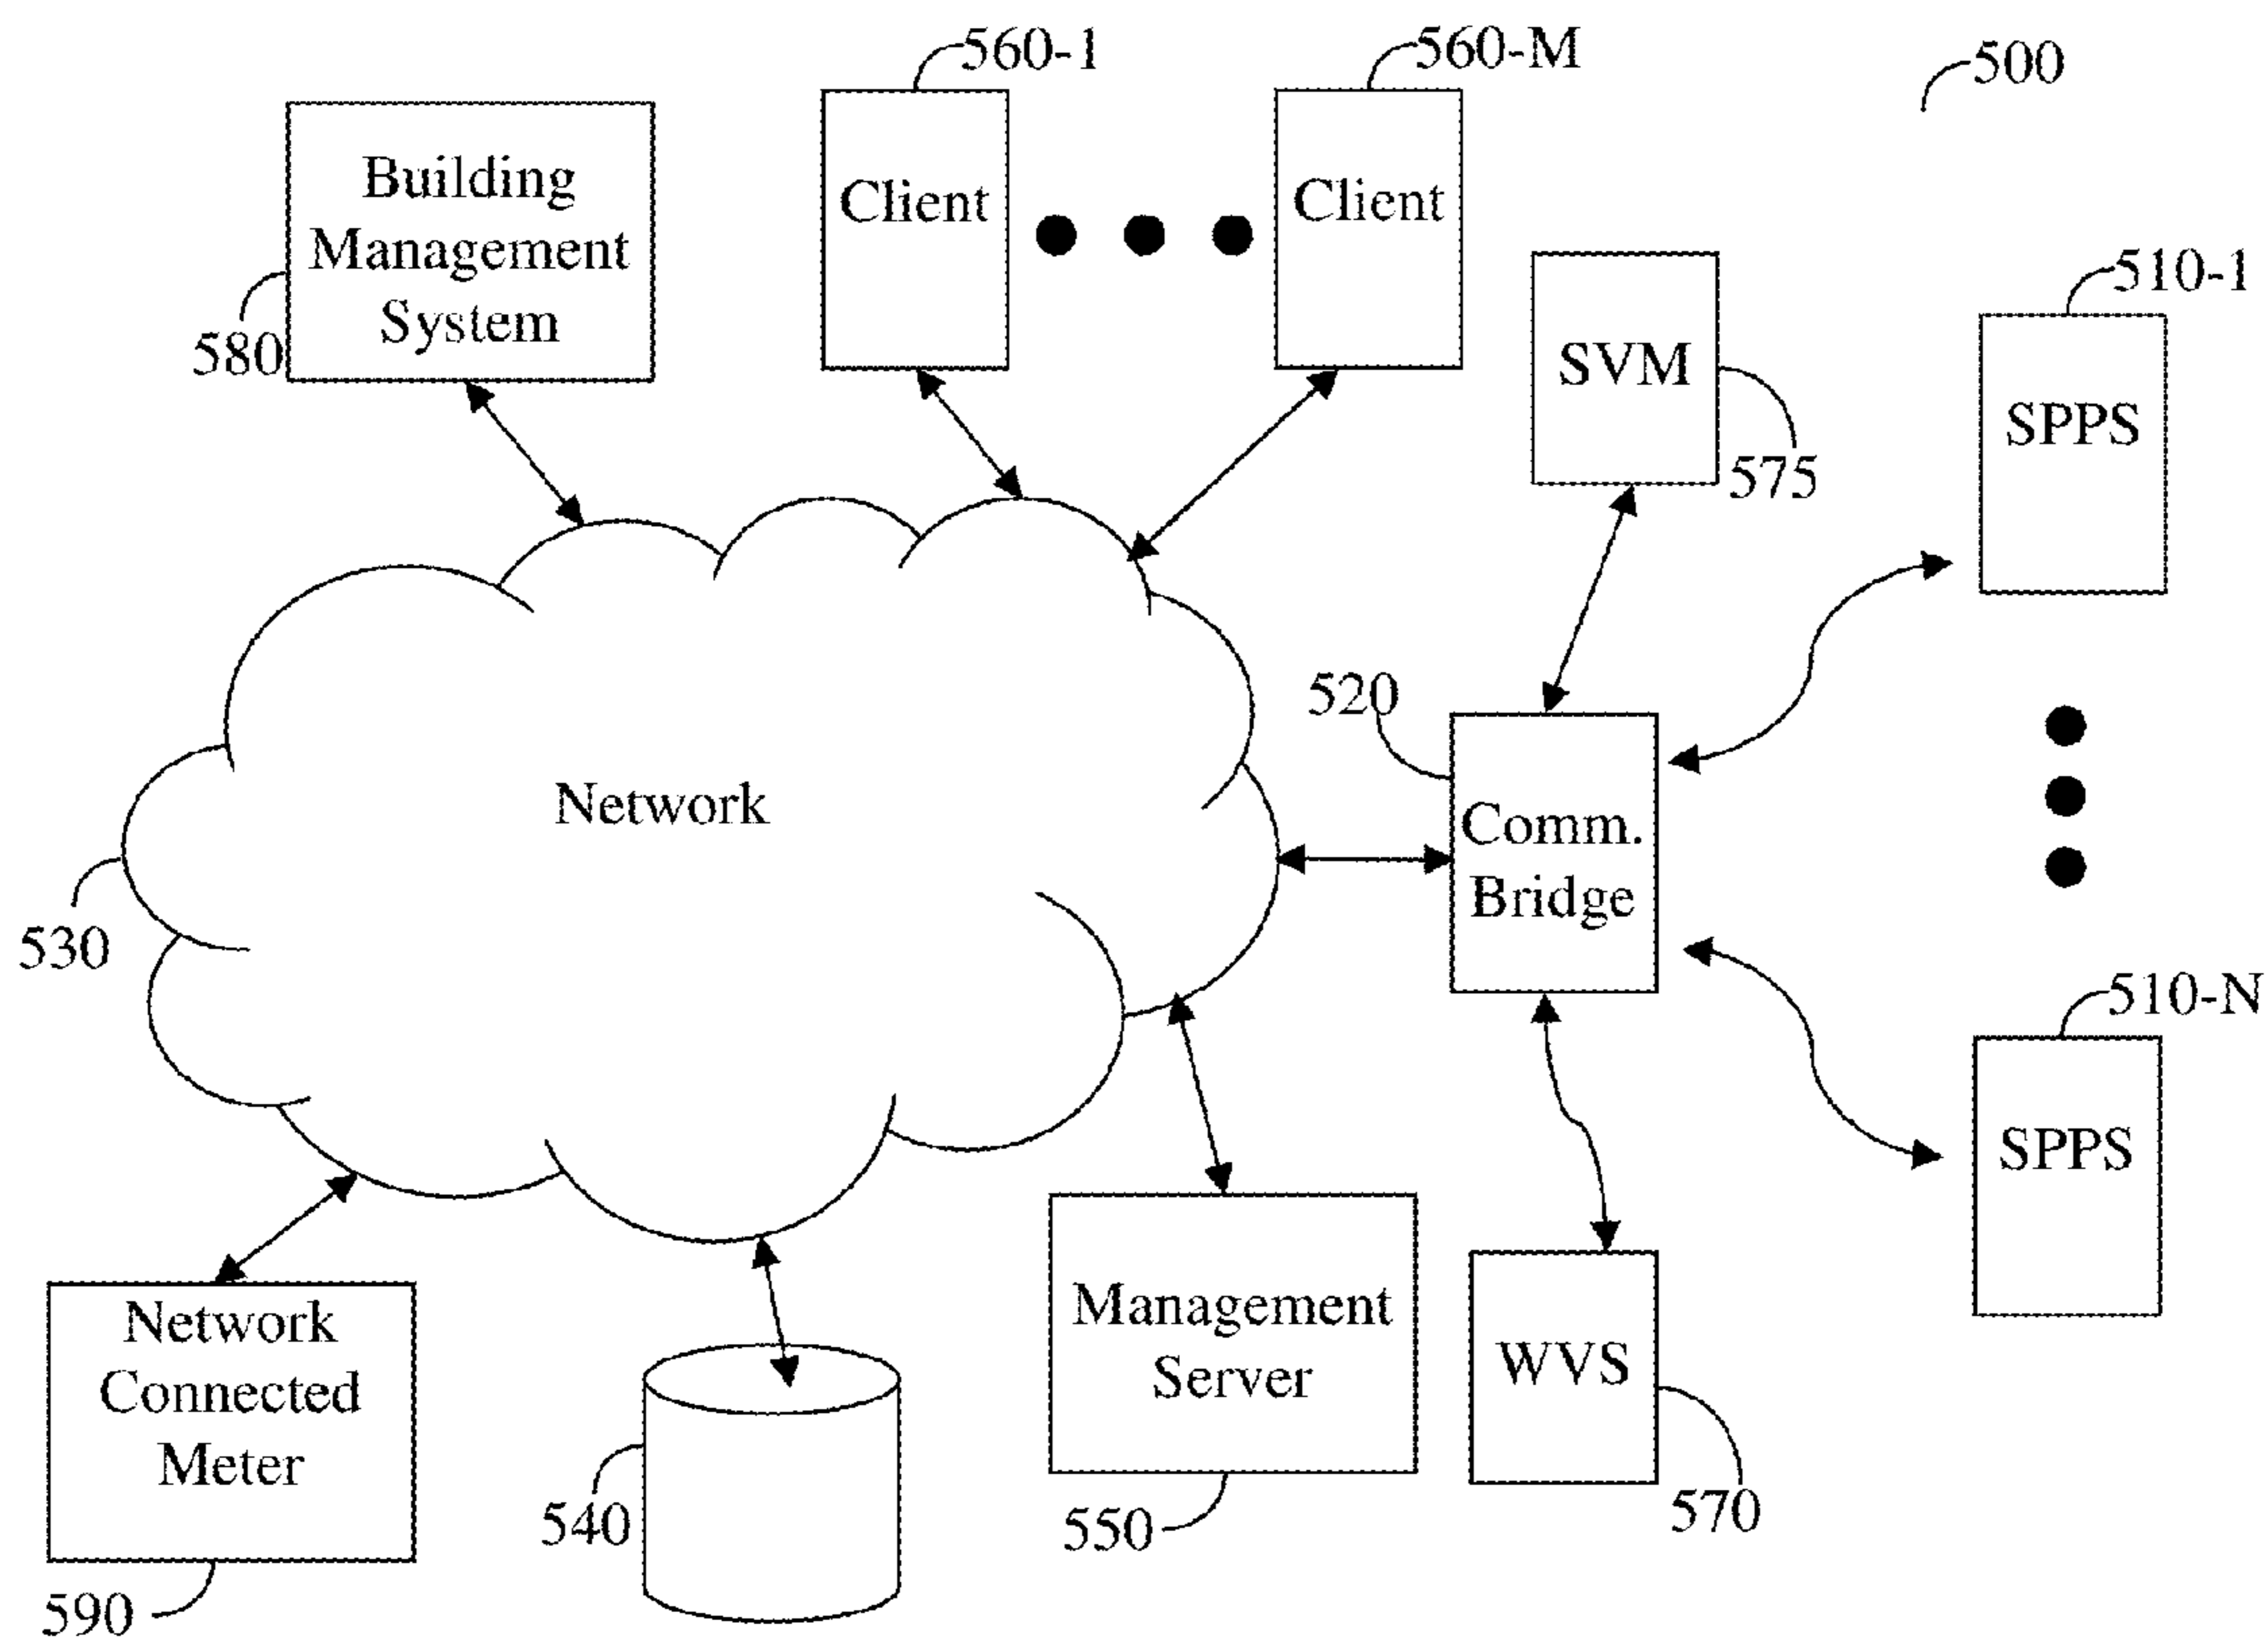 560-1
560-M
500
Building
Management
System
580
Client
Client
SVM
575
510-1
SPPS
520
Network
Comm.
Bridge
530
510-N
SPPS
Network
Connected
Meter
590
540
Management
Server
550
WVS
570